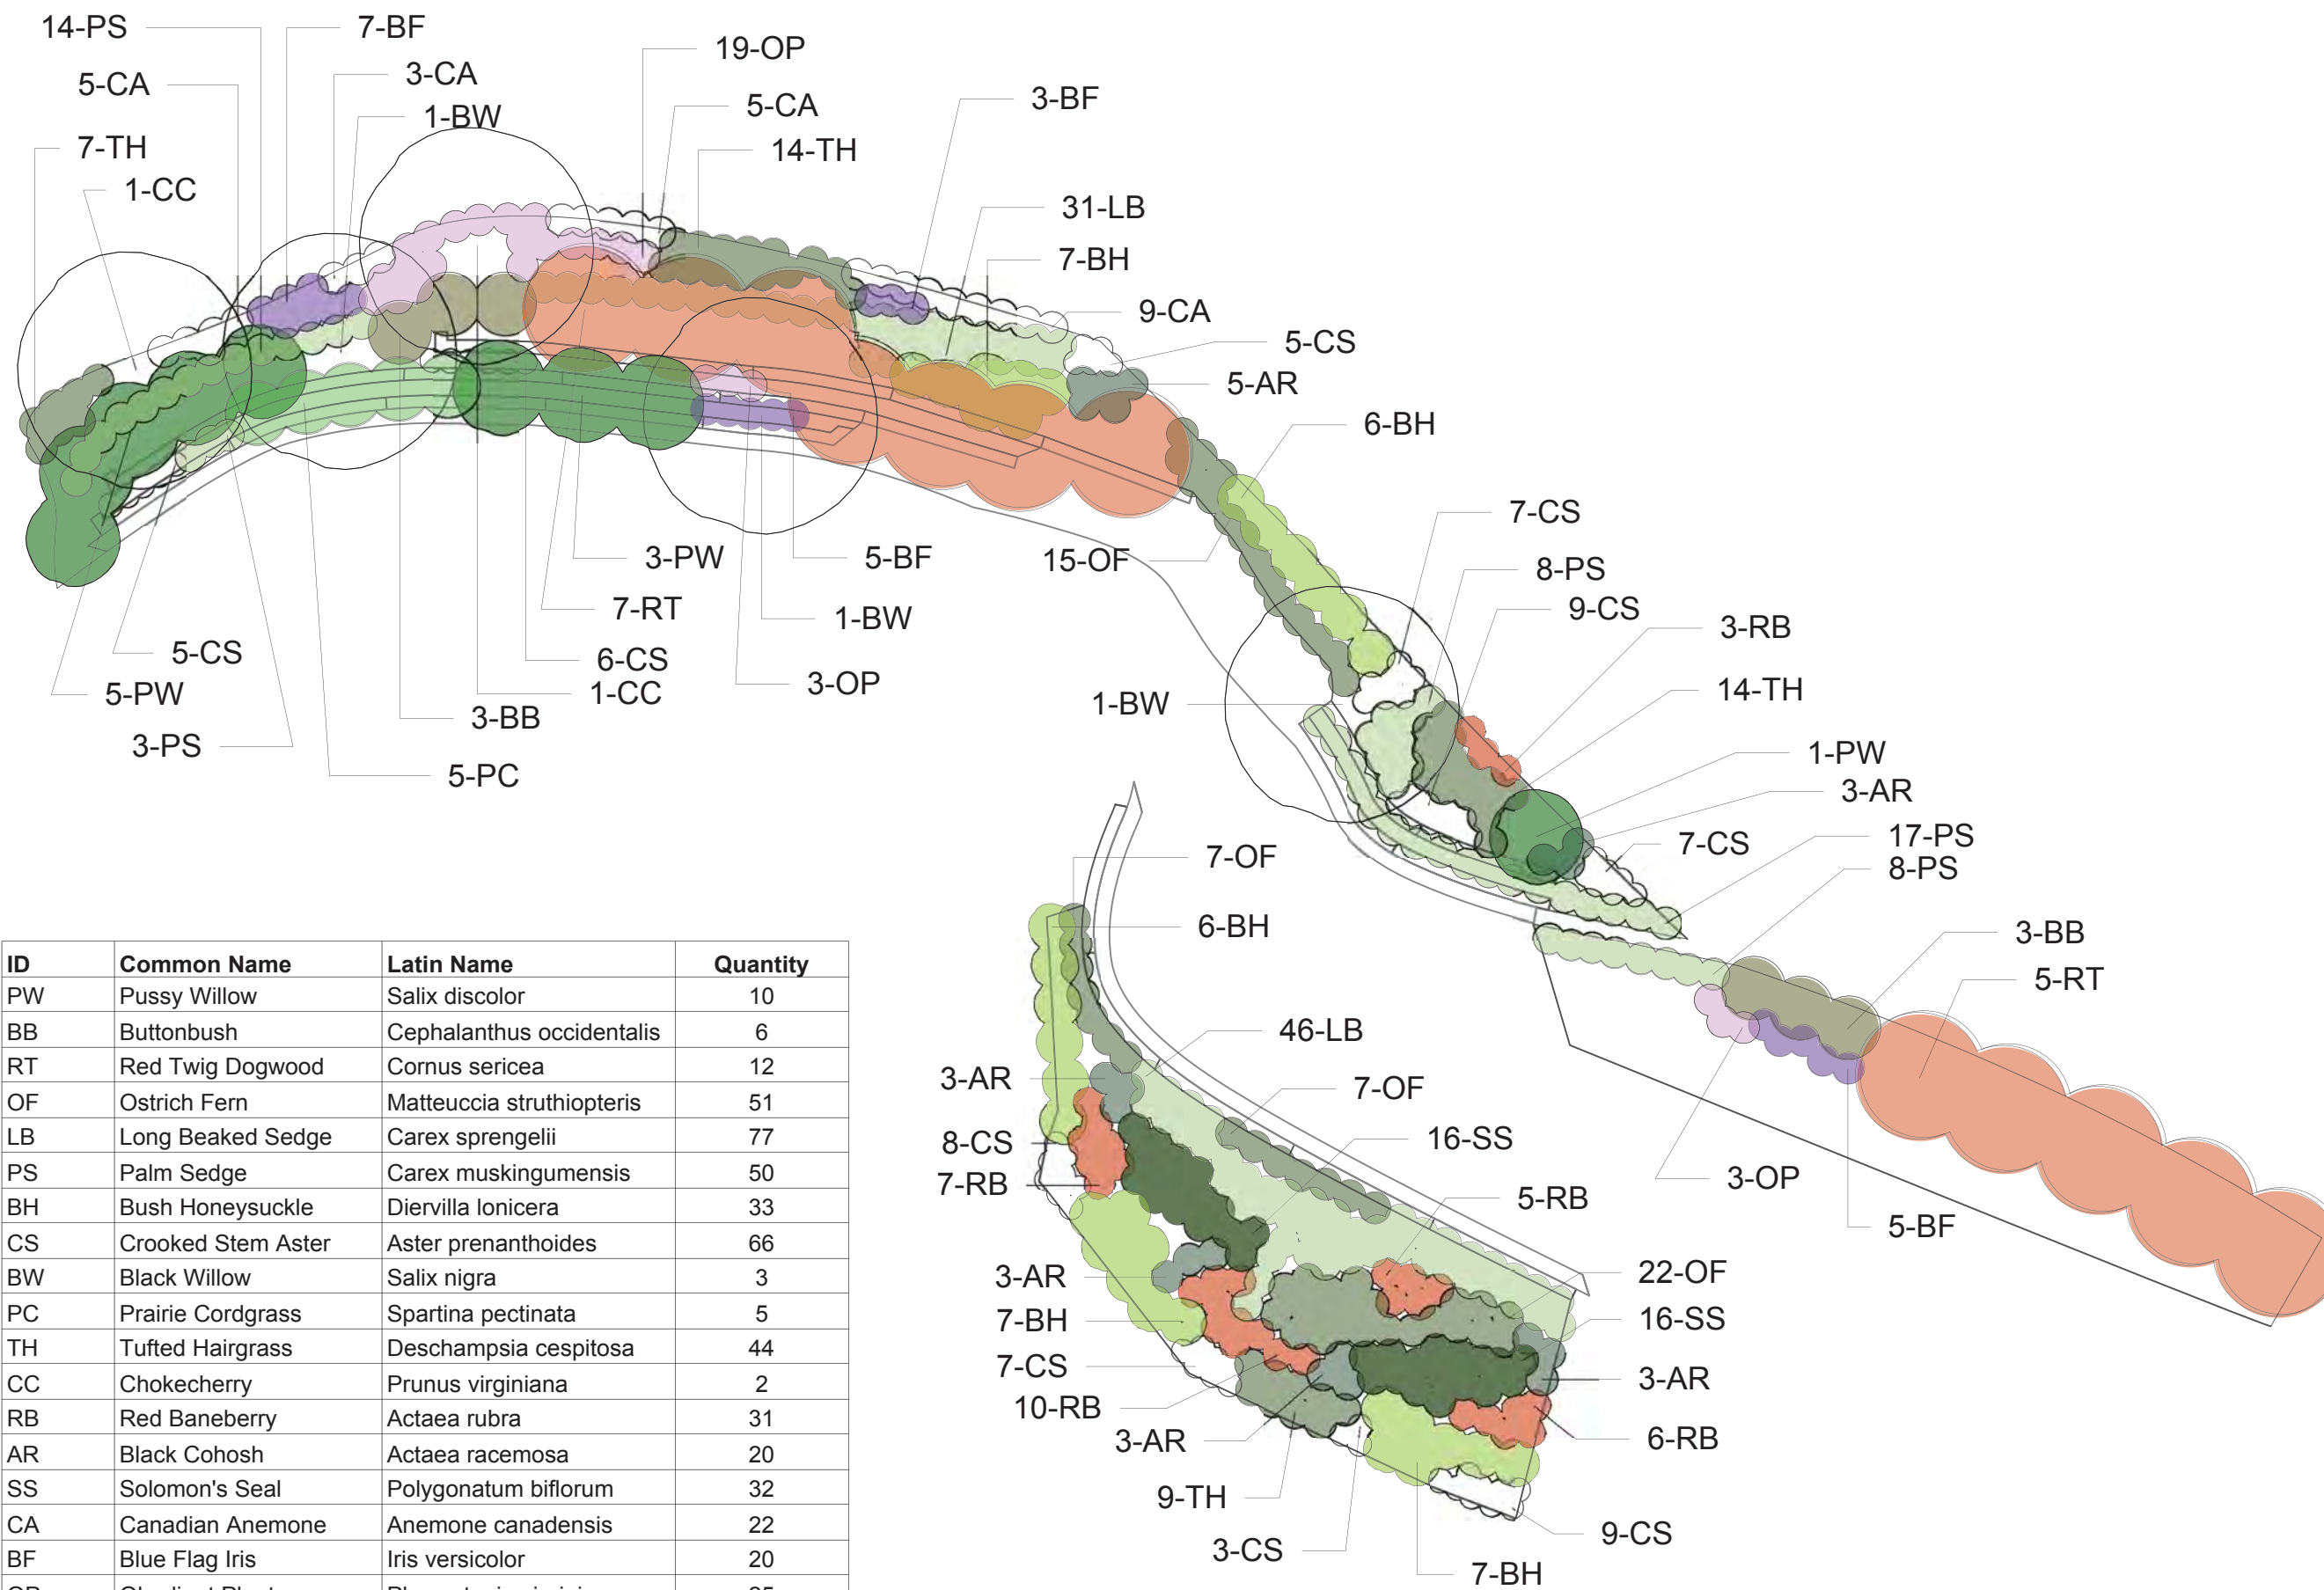 14-PS
7-BF
19-OP
5-CA
3-CA
5-CA
3-BF
1-BW
7-TH
14-TH
1-CC
31-LB
7-BH
9-CA
5-CS
5-AR
6-BH
7-CS
3-PW
5-BF
15-OF
8-PS
7-RT
1-BW
9-CS
3-RB
5-CS
6-CS
5-PW
1-CC
3-OP
14-TH
1-BW
3-BB
3-PS
1-PW
5-PC
3-AR
7-OF
7-CS
17-PS
8-PS
6-BH
3-BB
5-RT
46-LB
3-AR
7-OF
8-CS
16-SS
7-RB
5-RB
3-OP
5-BF
3-AR
22-OF
7-BH
16-SS
7-CS
3-AR
10-RB
3-AR
6-RB
9-TH
3-CS
9-CS
7-BH
ID Common Name Latin Name Quantity
PW Pussy Willow Salix discolor 10
BB Buttonbush Cephalanthus occidentalis 6
RT Red Twig Dogwood Cornus sericea 12
OF Ostrich Fern Matteuccia struthiopteris 51
LB Long Beaked Sedge Carex sprengelii 77
PS Palm Sedge Carex muskingumensis 50
BH Bush Honeysuckle Diervilla lonicera 33
CS Crooked Stem Aster Aster prenanthoides 66
BW Black Willow Salix nigra 3
PC Prairie Cordgrass Spartina pectinata 5
TH Tufted Hairgrass Deschampsia cespitosa 44
CC Chokecherry Prunus virginiana 2
RB Red Baneberry Actaea rubra 31
AR Black Cohosh Actaea racemosa 20
SS Solomon's Seal Polygonatum biflorum 32
CA Canadian Anemone Anemone canadensis 22
BF Blue Flag Iris Iris versicolor 20